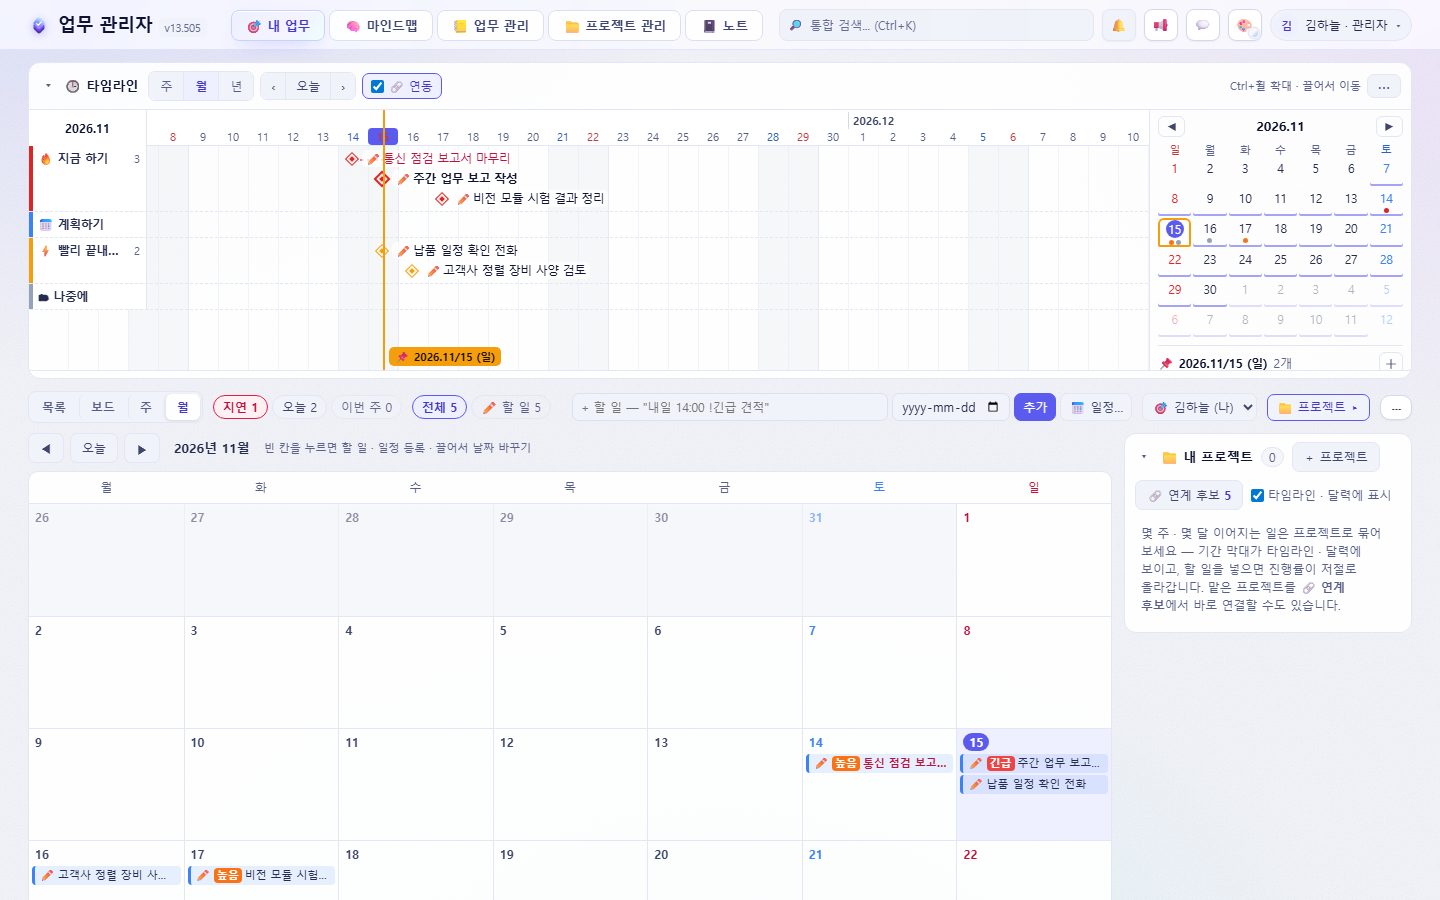 업무 관리자 v13.505 내 업무 마인드맵 업무 관리 프로젝트 관리 노트 통합 검색... (Ctrl+K) 김 김하늘 · 관리자
타임라인 주 월 년 ‹ 오늘 › 연동 Ctrl+휠 확대 · 끌어서 이동 ...
2026.11 2026.12
8 9 10 11 12 13 14 16 17 18 19 20 21 22 23 24 25 26 27 28 29 30 1 2 3 4 5 6 7 8 9 10
지금 하기 3
통신 점검 보고서 마무리
주간 업무 보고 작성
비전 모듈 시험 결과 정리
계획하기
빨리 끝내... 2
납품 일정 확인 전화
고객사 정렬 장비 사양 검토
나중에
2026.11/15 (일)
◀ 2026.11 ▶
일 월 화 수 목 금 토
1 2 3 4 5 6 7
8 9 10 11 12 13 14
15 16 17 18 19 20 21
22 23 24 25 26 27 28
29 30 1 2 3 4 5
6 7 8 9 10 11 12
2026.11/15 (일) 2개 +
목록 보드 주 월 지연 1 오늘 2 이번 주 0 전체 5 할 일 5 + 할 일 — "내일 14:00 !긴급 견적" yyyy-mm-dd 추가 일정... 김하늘 (나) 프로젝트 ▸ ...
◀ 오늘 ▶ 2026년 11월 빈 칸을 누르면 할 일 · 일정 등록 · 끌어서 날짜 바꾸기
월 화 수 목 금 토 일
26 27 28 29 30 31 1
2 3 4 5 6 7 8
9 10 11 12 13 14 15
높음 통신 점검 보고...
긴급 주간 업무 보고...
납품 일정 확인 전화
16 17 18 19 20 21 22
고객사 정렬 장비 사...
높음 비전 모듈 시험...
내 프로젝트 0 + 프로젝트
연계 후보 5 타임라인 · 달력에 표시
몇 주 · 몇 달 이어지는 일은 프로젝트로 묶어
보세요 — 기간 막대가 타임라인 · 달력에
보이고, 할 일을 넣으면 진행률이 저절로
올라갑니다. 맡은 프로젝트를 연계
후보에서 바로 연결할 수도 있습니다.